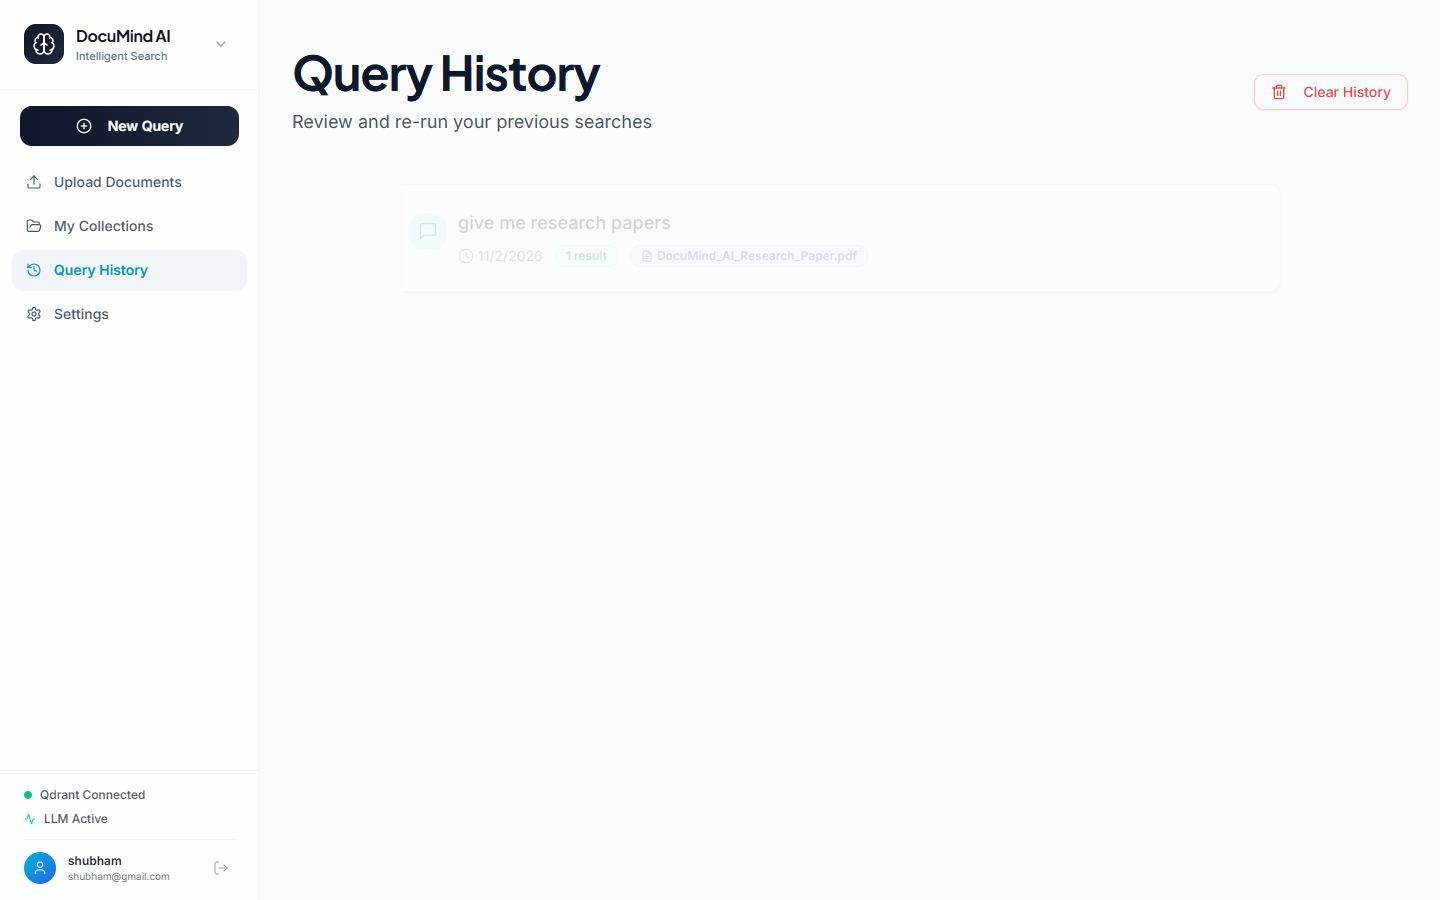 DocuMind AI
Intelligent Search
New Query
Upload Documents
My Collections
Query History
Settings
Qdrant Connected
LLM Active
shubham
shubham@gmail.com
Query History
Review and re-run your previous searches
Clear History
give me research papers
11/2/2026 1 result DocuMind_AI_Research_Paper.pdf